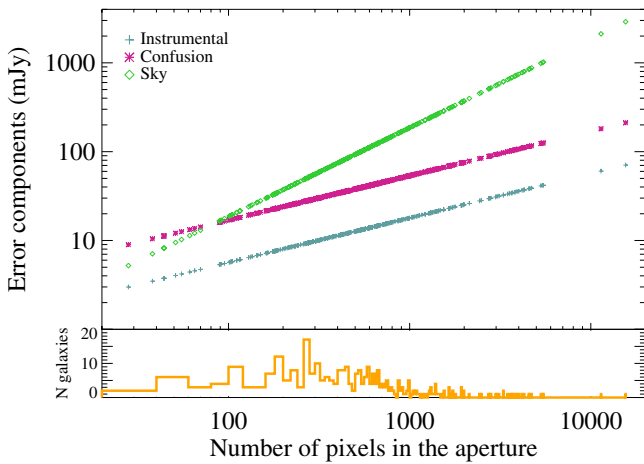 Instrumental
Confusion
Sky
Error components (mJy)
1000
100
10
N galaxies
20
10
0
100
1000
10000
Number of pixels in the aperture